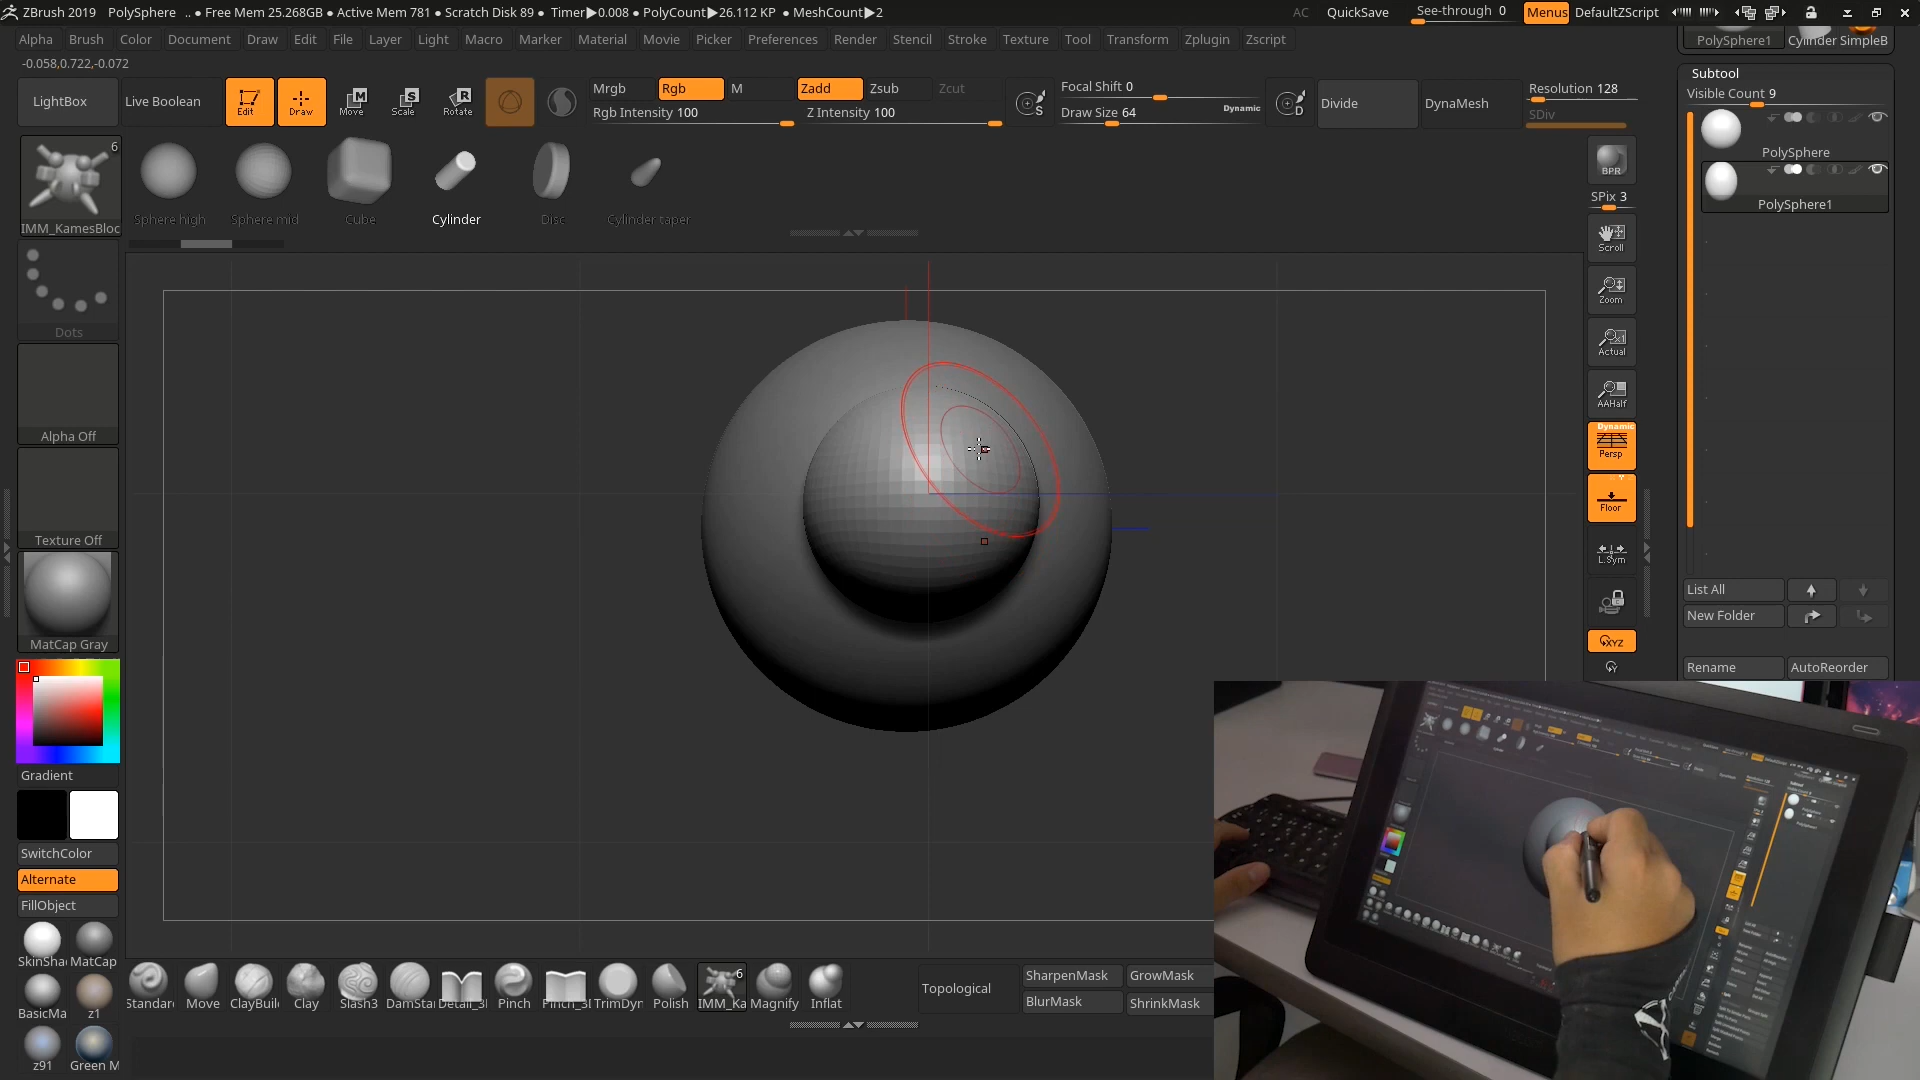 ZBrush 2019 PolySphere .. ● Free Mem 25.268GB ● Active Mem 781 ● Scratch Disk 89 ● Timer▶0.008 ● PolyCount▶26.112 KP ● MeshCount▶2 AC QuickSave See-through 0 Menus DefaultZScript
Alpha Brush Color Document Draw Edit File Layer Light Macro Marker Material Movie Picker Preferences Render Stencil Stroke Texture Tool Transform Zplugin Zscript
PolySphere1 Cylinder SimpleB
-0.058,0.722,-0.072
Subtool
Visible Count 9
LightBox Live Boolean Edit Draw Move Scale Rotate
Mrgb Rgb M Zadd Zsub Zcut
Rgb Intensity 100 Z Intensity 100
Focal Shift 0
Draw Size 64 Dynamic
Divide DynaMesh Resolution 128
SDiv
6
IMM_KamesBloc
Sphere high Sphere mid Cube Cylinder Disc Cylinder taper
PolySphere
PolySphere1
BPR
SPix 3
Scroll
Zoom
Actual
AAHalf
Dynamic
Persp
Floor
L.Sym
XYZ
Y
Dots
Alpha Off
Texture Off
MatCap Gray
Gradient
SwitchColor
Alternate
FillObject
SkinSha MatCap
BasicMa z1
z91 Green M
List All
New Folder
Rename AutoReorder
Standard Move ClayBuil Clay Slash3 DamStan Detail_3 Pinch Pinch_3 TrimDyn Polish IMM_Ka 6 Magnify Inflat
Topological SharpenMask GrowMask
BlurMask ShrinkMask